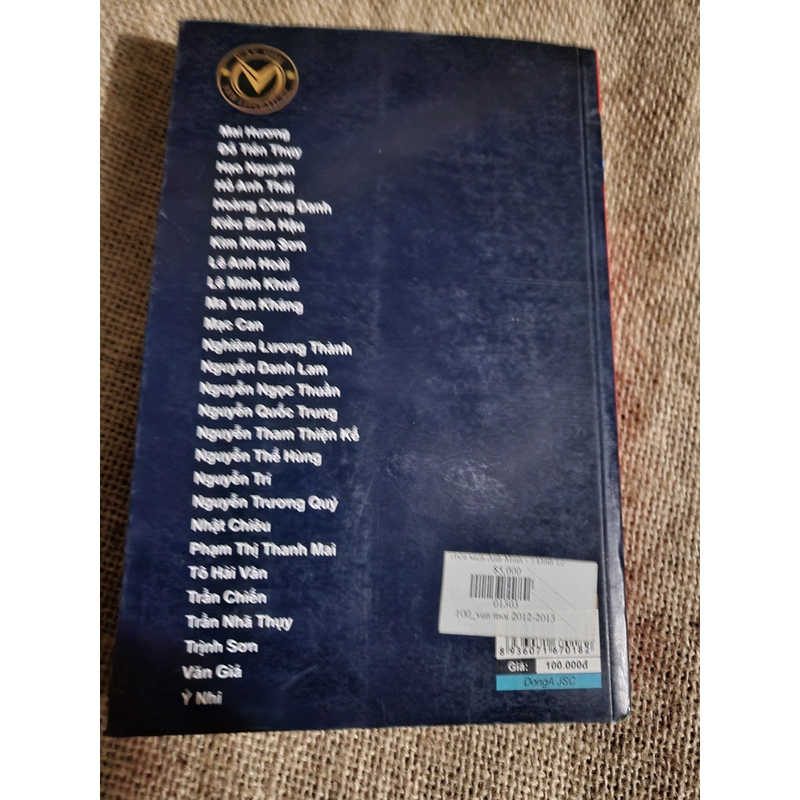 Mai Hương
Đỗ Tiến Thụy
Hạo Nguyên
Hồ Anh Thái
Hoàng Công Danh
Kiều Bích Hậu
Kim Nhan Sơn
Lê Anh Hoài
Lê Minh Khuê
Ma Văn Kháng
Mạc Can
Nghiêm Lương Thành
Nguyễn Danh Lam
Nguyễn Ngọc Thuần
Nguyễn Quốc Trung
Nguyễn Tham Thiện Kế
Nguyễn Thế Hùng
Nguyễn Trí
Nguyễn Trương Quý
Nhật Chiêu
Phạm Thị Thanh Mai
Tô Hải Vân
Trần Chiến
Trần Nhã Thụy
Trịnh Sơn
Văn Giá
Ý Nhi
85,000
01303
100_van moi 2012-2013
8 936071 670182
Giá: 100.000đ
DongA JSC